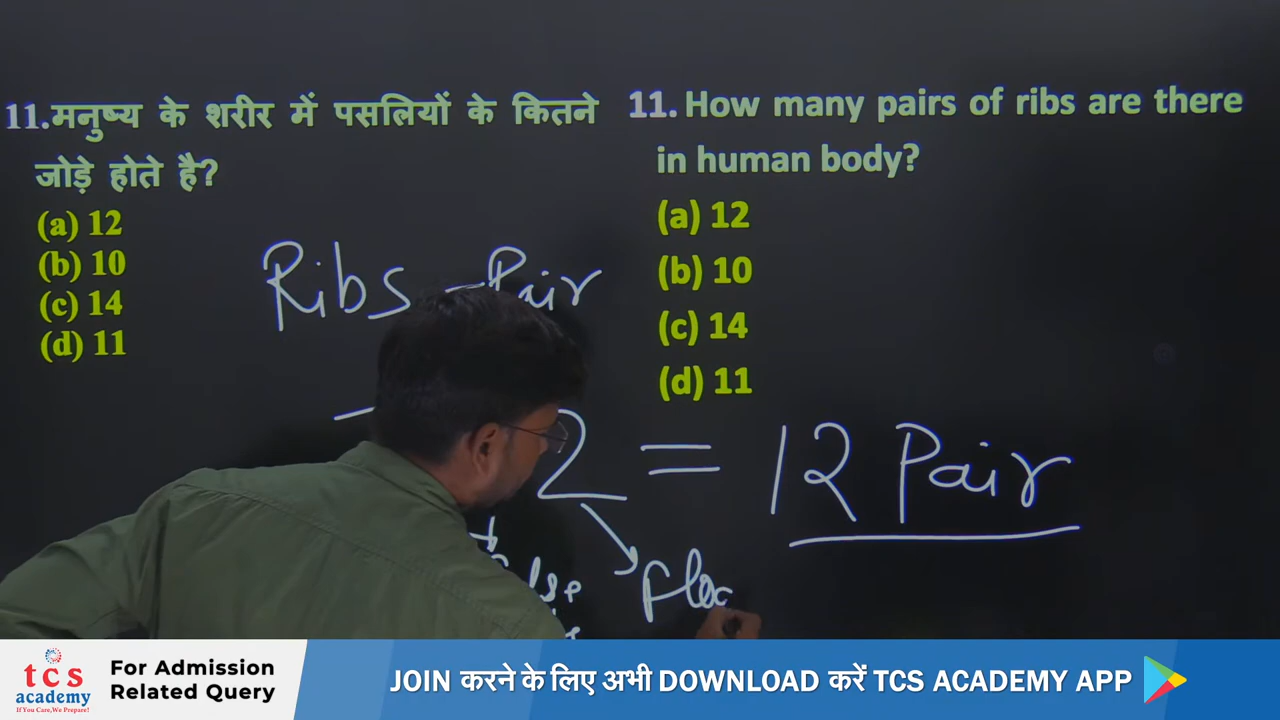 11.मनुष्य के शरीर में पसलियों के कितने
जोड़े होते है?
(a) 12
(b) 10
(c) 14
(d) 11
11. How many pairs of ribs are there
in human body?
(a) 12
(b) 10
(c) 14
(d) 11
Ribs - Pair
2 = 12 Pair
tcs
academy
If You Care,We Prepare!
For Admission
Related Query
JOIN करने के लिए अभी DOWNLOAD करें TCS ACADEMY APP